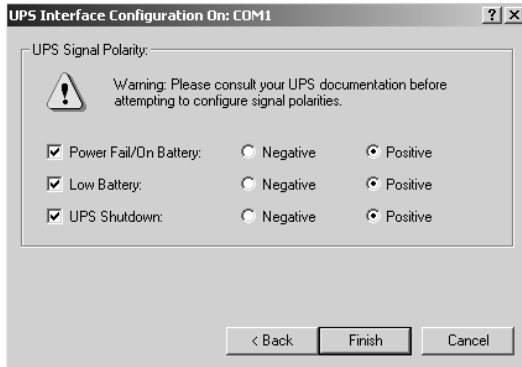 UPS Interface Configuration On: COM1
UPS Signal Polarity:
Warning: Please consult your UPS documentation before
attempting to configure signal polarities.
Power Fail/On Battery: Negative Positive
Low Battery: Negative Positive
UPS Shutdown: Negative Positive
< Back Finish Cancel